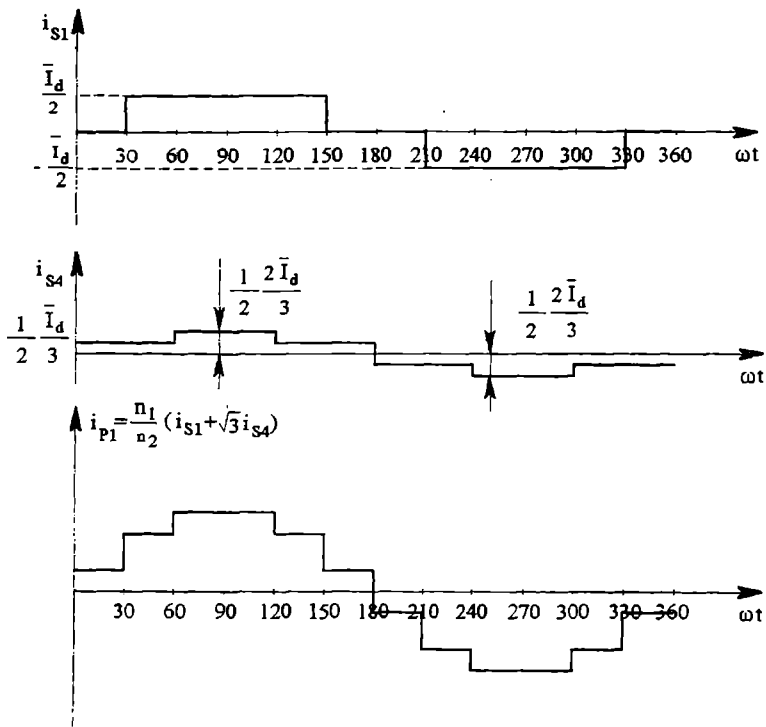 i_S1
Ī_d/2
30 60 90 120 150 180 210 240 270 300 330 360
-Ī_d/2
ωt
i_S4
1/2 2Ī_d/3
1/2 2Ī_d/3
1/2 Ī_d/3
ωt
i_P1=n_1/n_2 (i_S1+√3 i_S4)
30 60 90 120 150 180 210 240 270 300 330 360
ωt